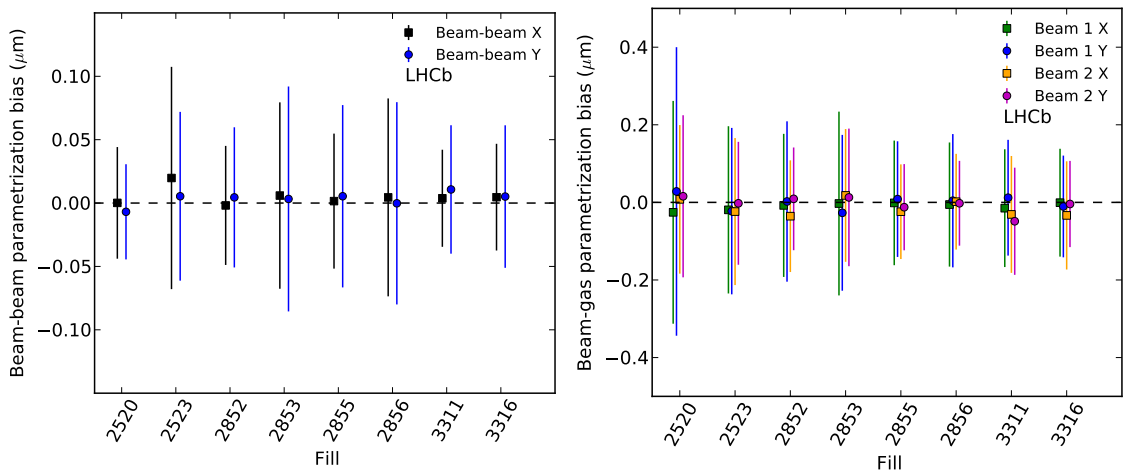 Beam-beam parametrization bias (μm)
0.10
0.05
0.00
−0.05
−0.10
Beam-beam X
Beam-beam Y
LHCb
2520
2523
2852
2853
2855
2856
3311
3316
Fill
Beam-gas parametrization bias (μm)
0.4
0.2
0.0
−0.2
−0.4
Beam 1 X
Beam 1 Y
Beam 2 X
Beam 2 Y
LHCb
2520
2523
2852
2853
2855
2856
3311
3316
Fill